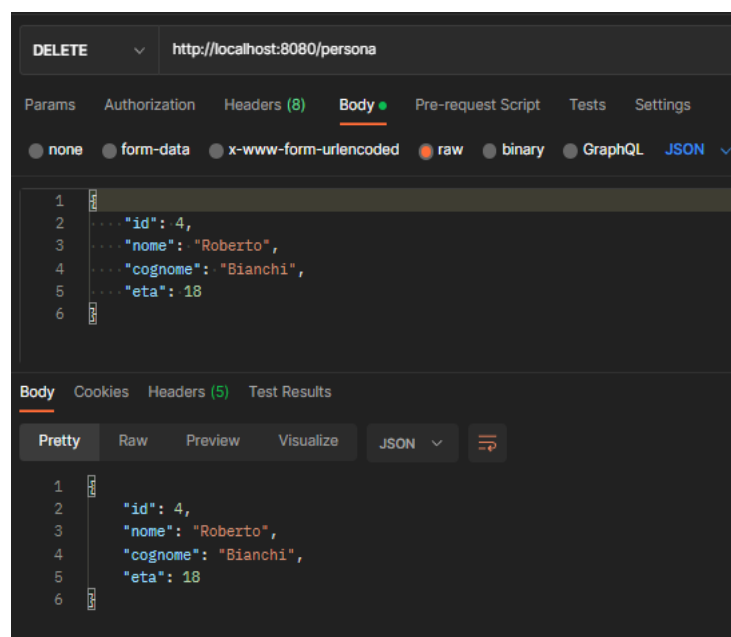 DELETE http://localhost:8080/persona
Params Authorization Headers (8) Body Pre-request Script Tests Settings
none form-data x-www-form-urlencoded raw binary GraphQL JSON
1 {
2 "id": 4,
3 "nome": "Roberto",
4 "cognome": "Bianchi",
5 "eta": 18
6 }
Body Cookies Headers (5) Test Results
Pretty Raw Preview Visualize JSON
1 {
2 "id": 4,
3 "nome": "Roberto",
4 "cognome": "Bianchi",
5 "eta": 18
6 }